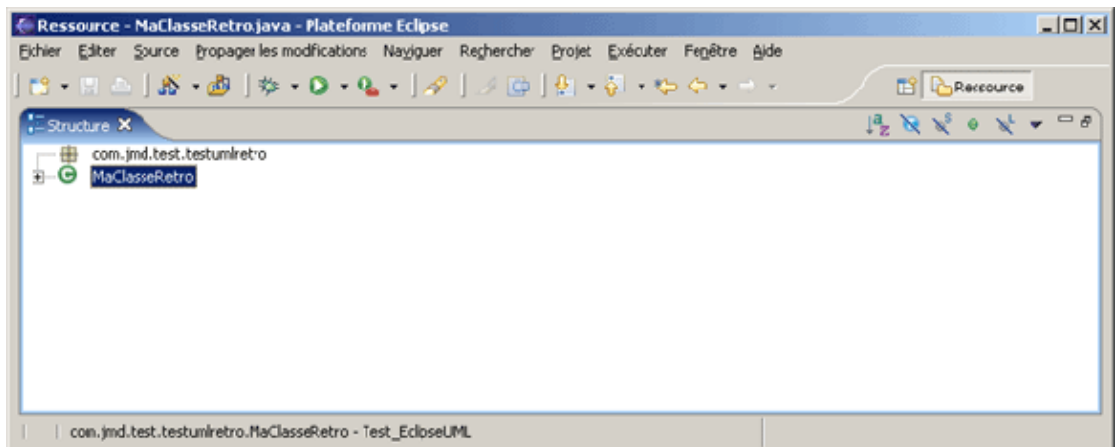 Ressource - MaClasseRetro.java - Plateforme Eclipse
Fichier Editer Source Propager les modifications Naviguer Rechercher Projet Exécuter Fenêtre Aide
Ressource
Structure
com.jmd.test.testumlretro
MaClasseRetro
com.jmd.test.testumlretro.MaClasseRetro - Test_EclipseUML